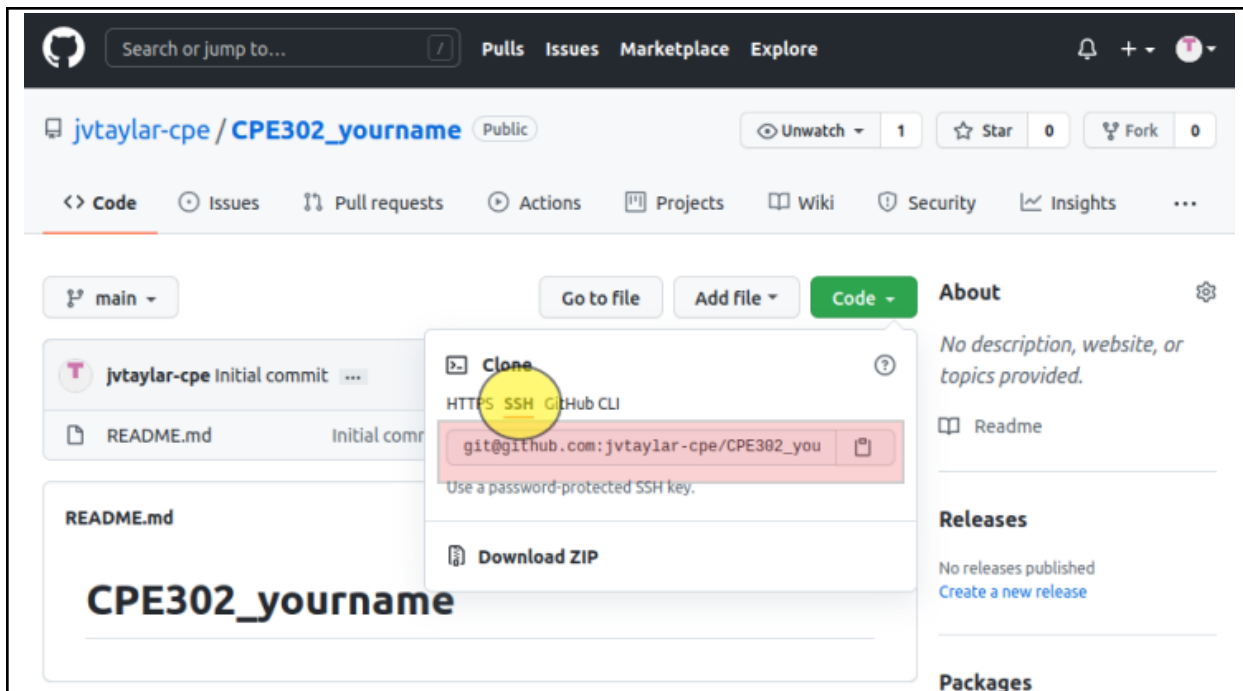 Search or jump to... / Pulls Issues Marketplace Explore
jvtaylar-cpe / CPE302_yourname Public Unwatch 1 Star 0 Fork 0
<> Code Issues Pull requests Actions Projects Wiki Security Insights ...
main Go to file Add file Code About
No description, website, or
topics provided.
Clone
T jvtaylar-cpe Initial commit ...
HTTPS SSH GitHub CLI
README.md Initial comm
git@github.com:jvtaylar-cpe/CPE302_you
Readme
Use a password-protected SSH key.
README.md
Releases
Download ZIP
No releases published
Create a new release
CPE302_yourname
Packages